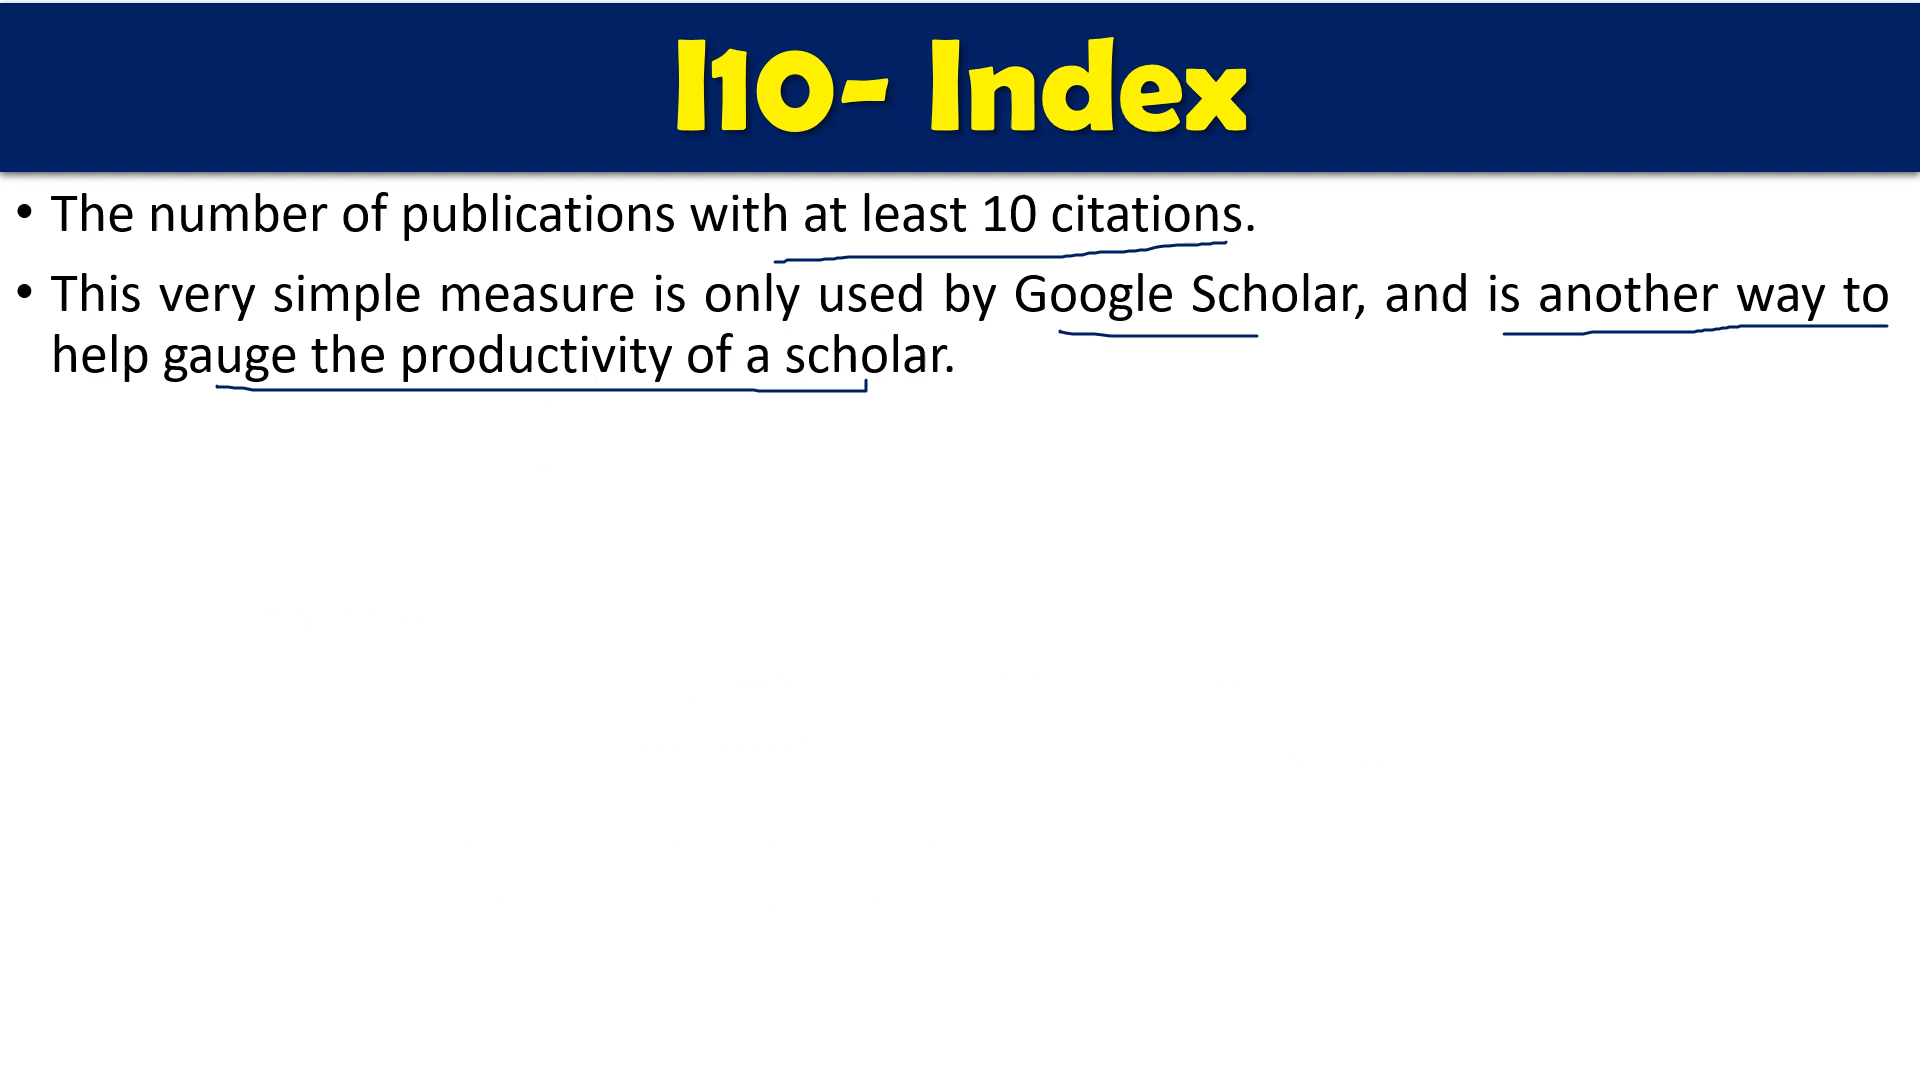 I10- Index
• The number of publications with at least 10 citations.
• This very simple measure is only used by Google Scholar, and is another way to
help gauge the productivity of a scholar.